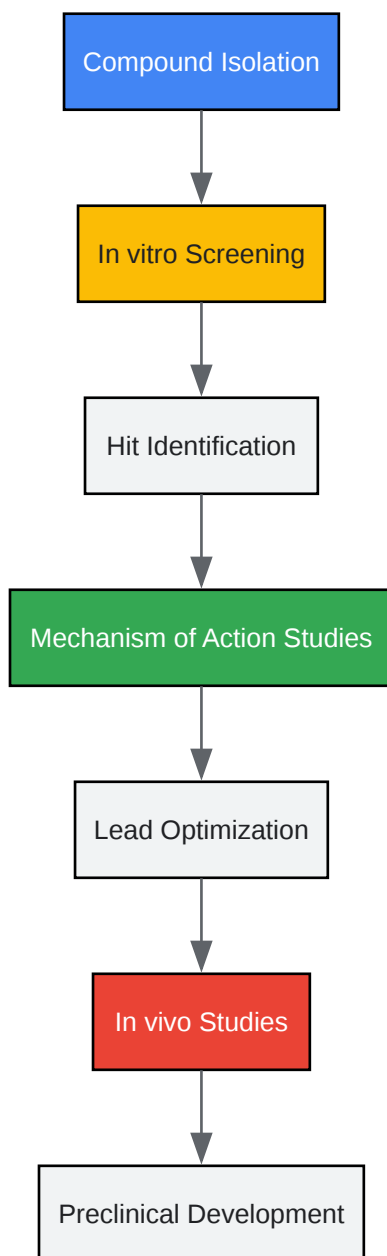 Compound Isolation
In vitro Screening
Hit Identification
Mechanism of Action Studies
Lead Optimization
In vivo Studies
Preclinical Development